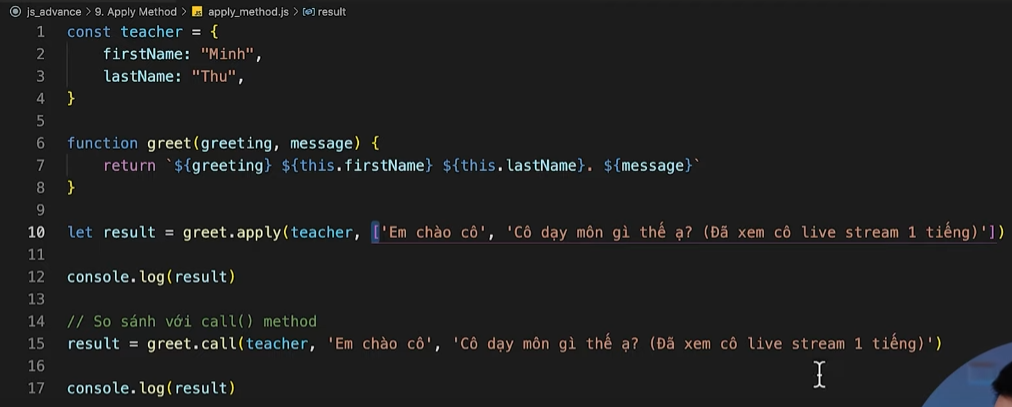 js_advance > 9. Apply Method > JS apply_method.js > result
1 const teacher = {
2 firstName: "Minh",
3 lastName: "Thu",
4 }
5
6 function greet(greeting, message) {
7 return `${greeting} ${this.firstName} ${this.lastName}. ${message}`
8 }
9
10 let result = greet.apply(teacher, ['Em chào cô', 'Cô dạy môn gì thế ạ? (Đã xem cô live stream 1 tiếng)'])
11
12 console.log(result)
13
14 // So sánh với call() method
15 result = greet.call(teacher, 'Em chào cô', 'Cô dạy môn gì thế ạ? (Đã xem cô live stream 1 tiếng)')
16
17 console.log(result)